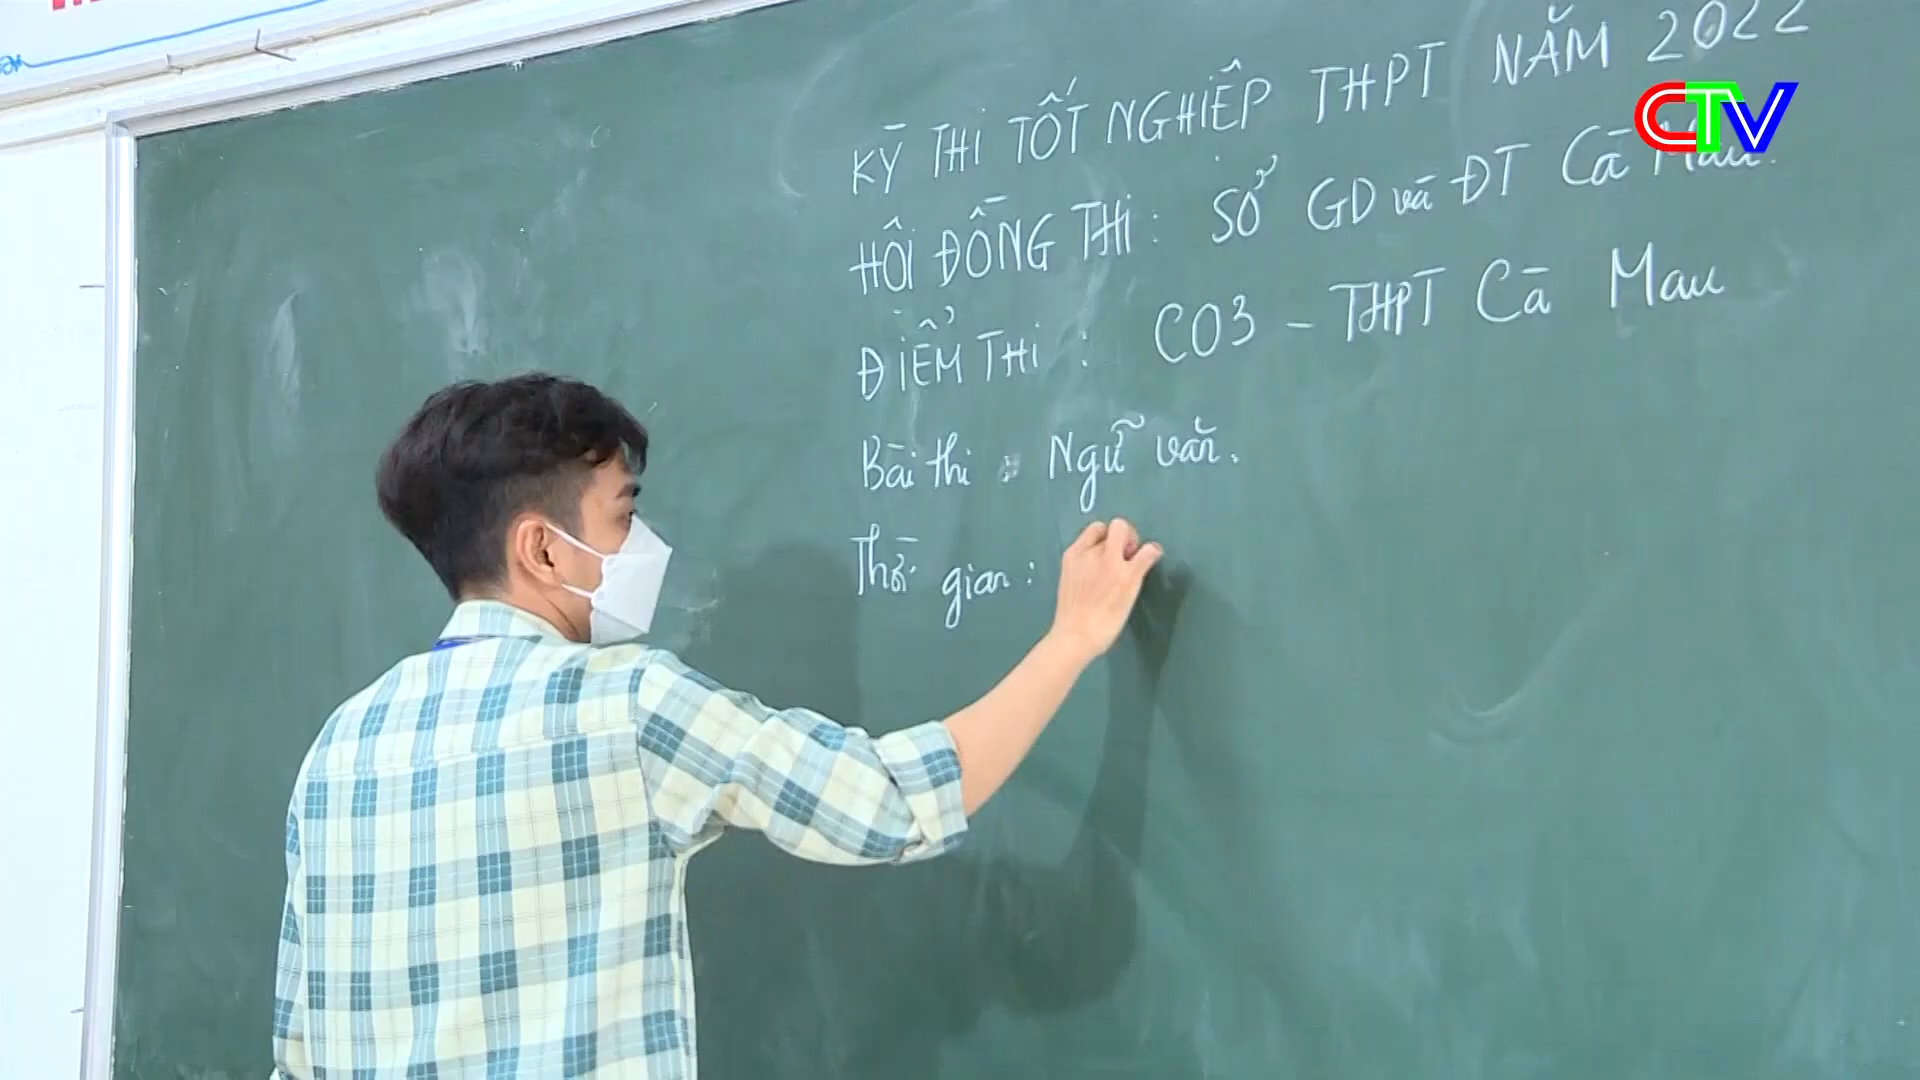 KỲ THI TỐT NGHIỆP THPT NĂM 2022
CTV
HỘI ĐỒNG THI: SỞ GD và ĐT Cà Mau.
ĐIỂM THI: C03 - THPT Cà Mau
Bài thi: Ngữ văn.
Thời gian: